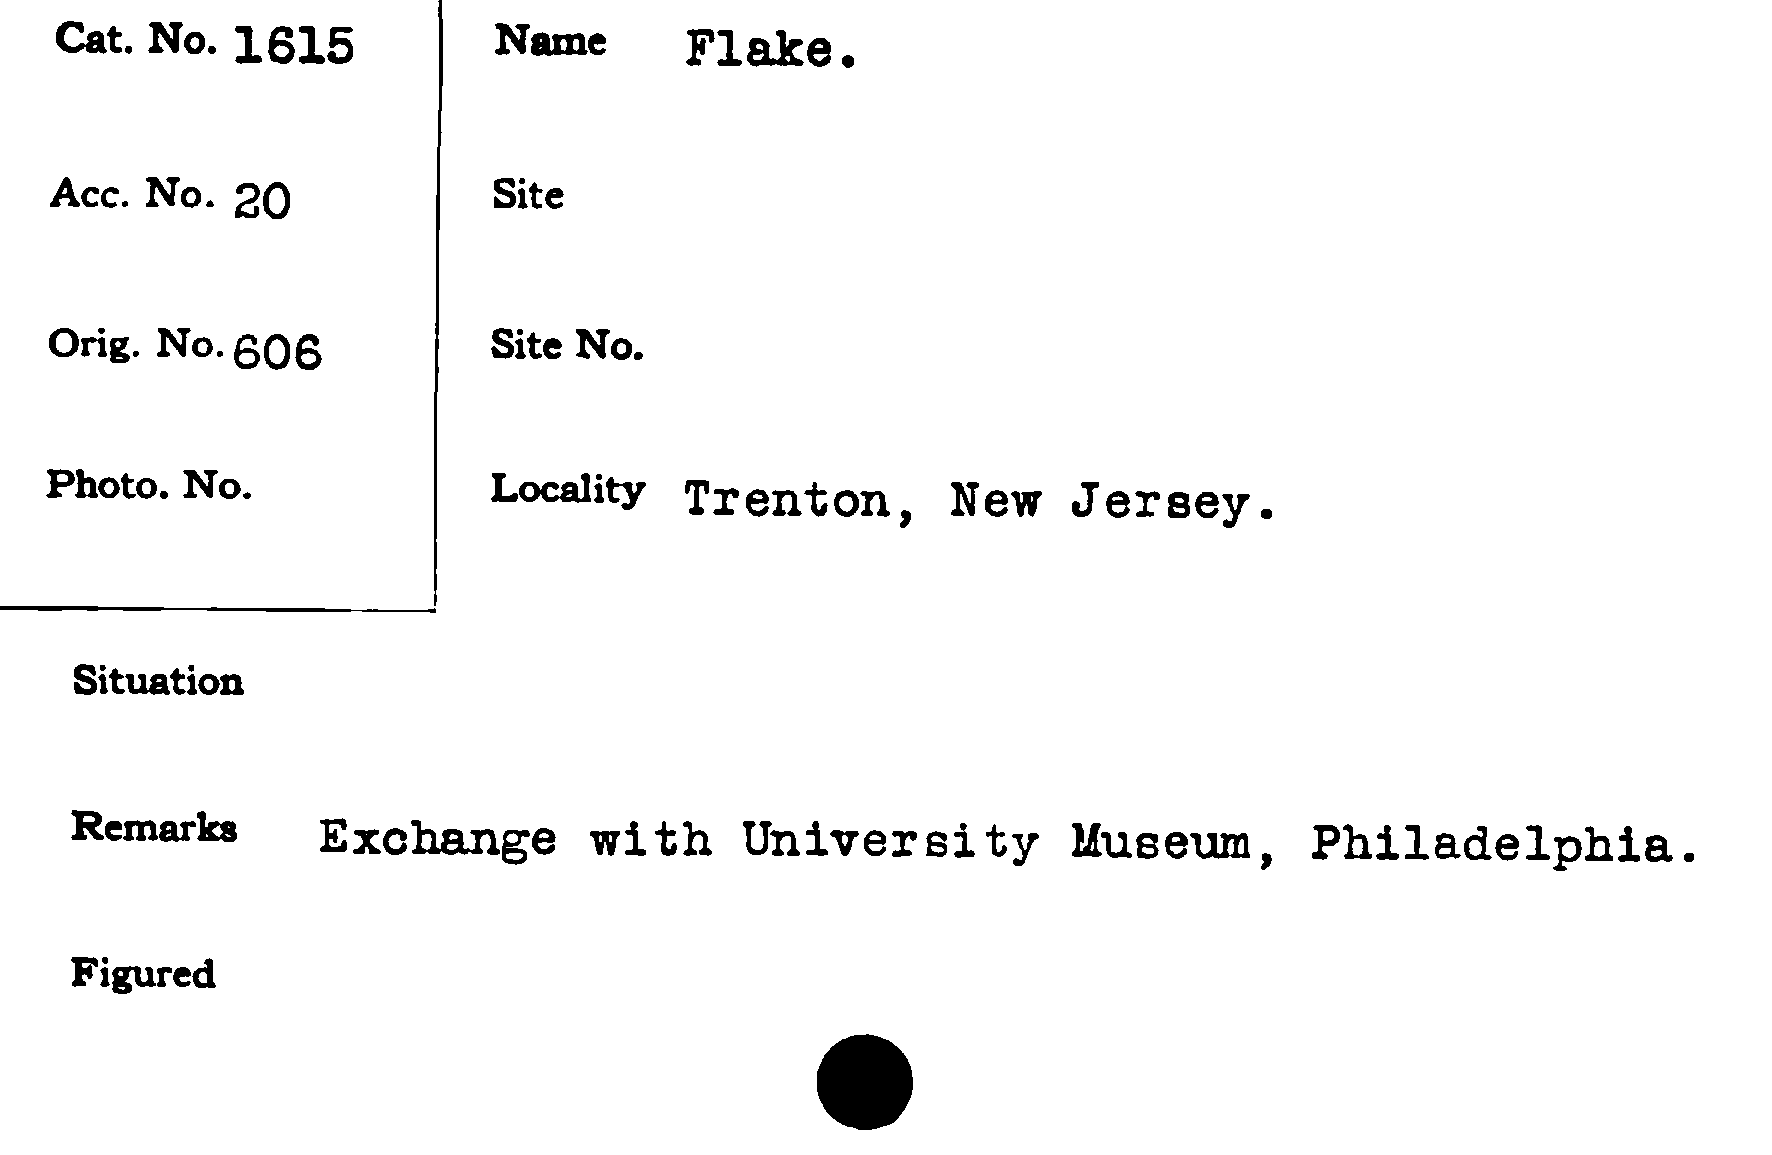 Cat. No. 1615
Name Flake.
Acc. No. 20
Site
Orig. No. 606
Site No.
Photo. No.
Locality Trenton, New Jersey.
Situation
Remarks Exchange with University Museum, Philadelphia.
Figured